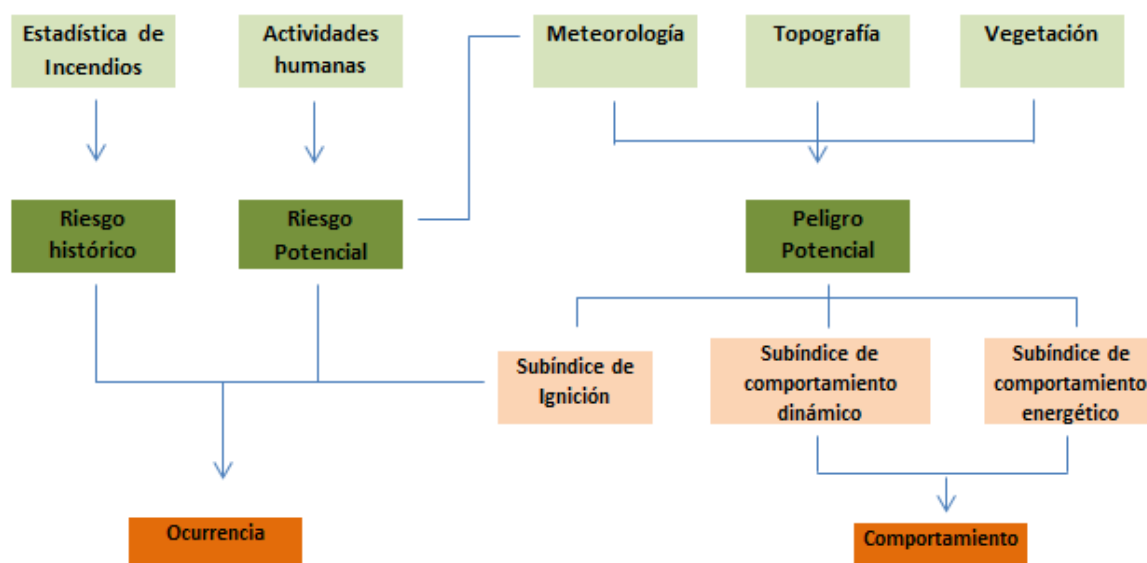 Estadística de
Incendios
Actividades
humanas
Meteorología
Topografía
Vegetación
Riesgo
histórico
Riesgo
Potencial
Peligro
Potencial
Subíndice de
Ignición
Subíndice de
comportamiento
dinámico
Subíndice de
comportamiento
energético
Ocurrencia
Comportamiento